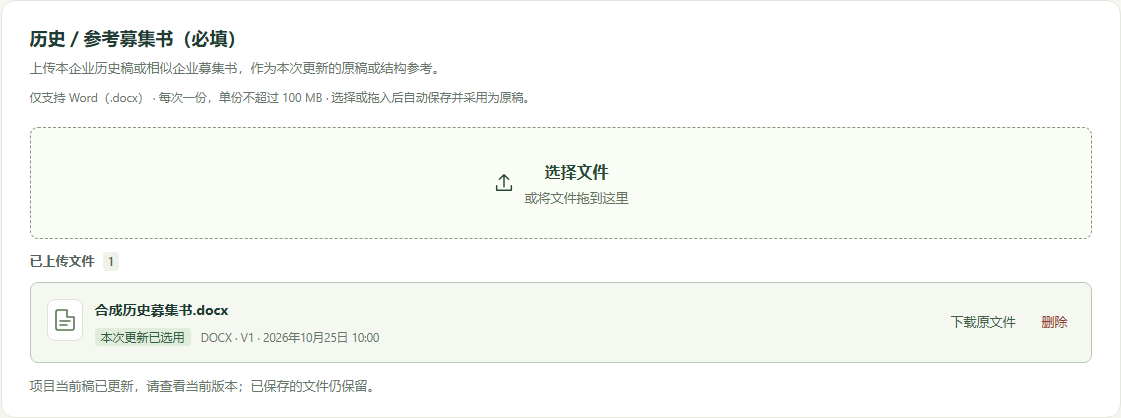 历史 / 参考募集书（必填）
上传本企业历史稿或相似企业募集书，作为本次更新的原稿或结构参考。
仅支持 Word（.docx） · 每次一份，单份不超过 100 MB · 选择或拖入后自动保存并采用为原稿。
选择文件
或将文件拖到这里
已上传文件 1
合成历史募集书.docx
本次更新已选用 DOCX · V1 · 2026年10月25日 10:00
下载原文件 删除
项目当前稿已更新，请查看当前版本；已保存的文件仍保留。